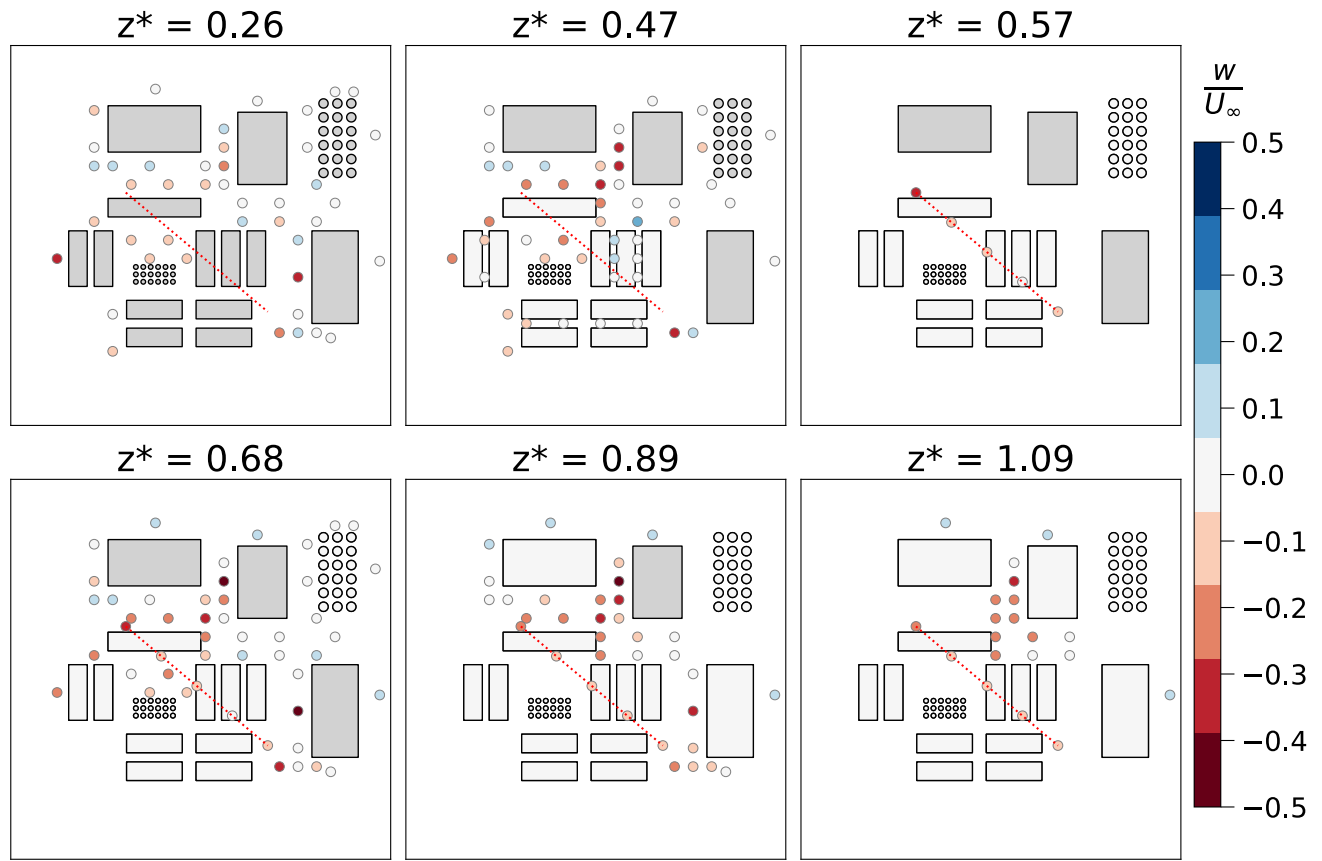 z* = 0.26
z* = 0.47
z* = 0.57
w
U∞
0.5
0.4
0.3
0.2
0.1
0.0
−0.1
−0.2
−0.3
−0.4
−0.5
z* = 0.68
z* = 0.89
z* = 1.09